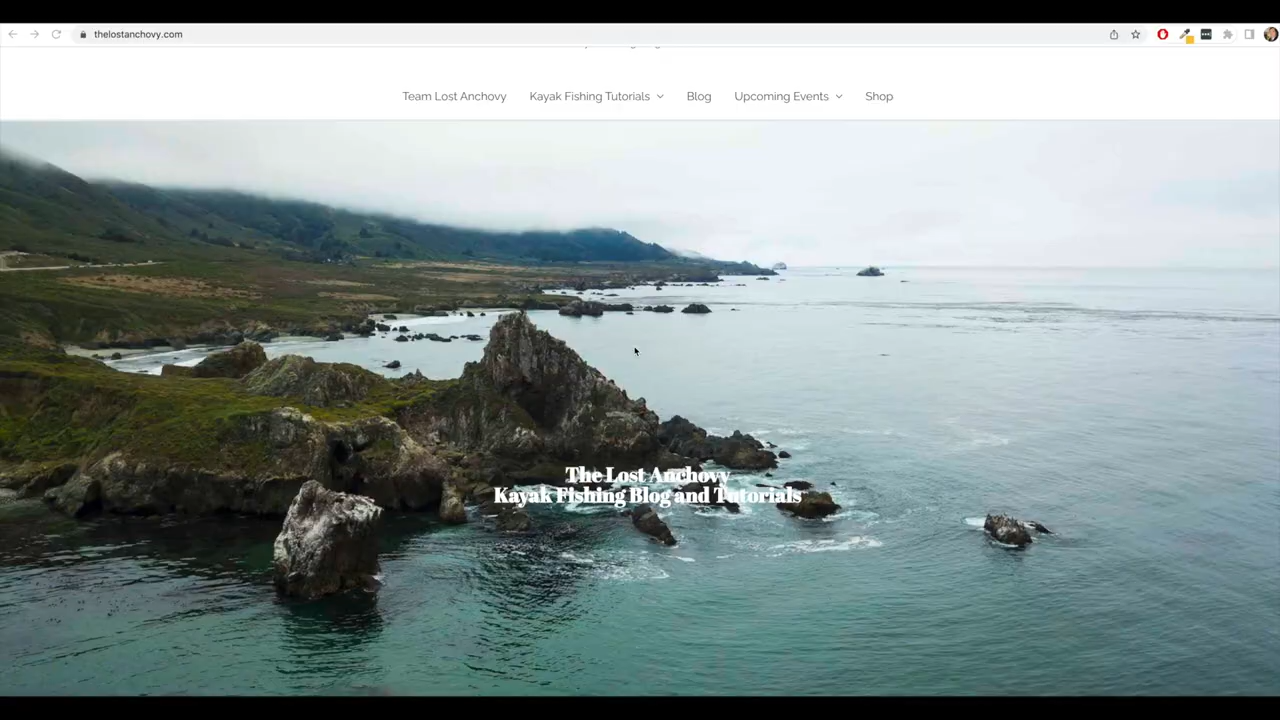 thelostanchovy.com
Team Lost Anchovy Kayak Fishing Tutorials Blog Upcoming Events Shop
The Lost Anchovy
Kayak Fishing Blog and Tutorials